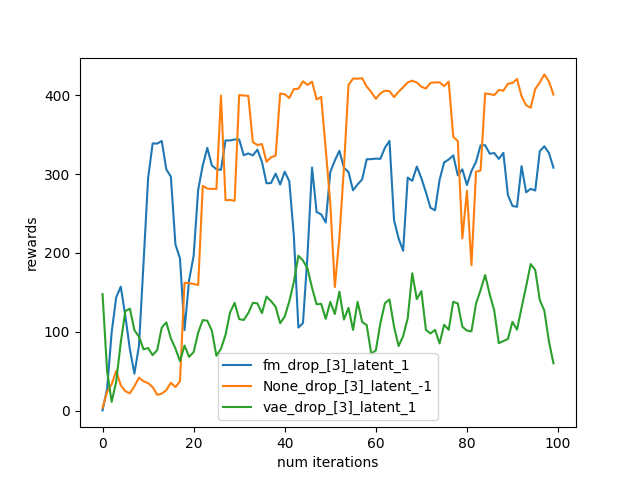 400
300
200
100
0
rewards
0 20 40 60 80 100
num iterations
fm_drop_[3]_latent_1
None_drop_[3]_latent_-1
vae_drop_[3]_latent_1